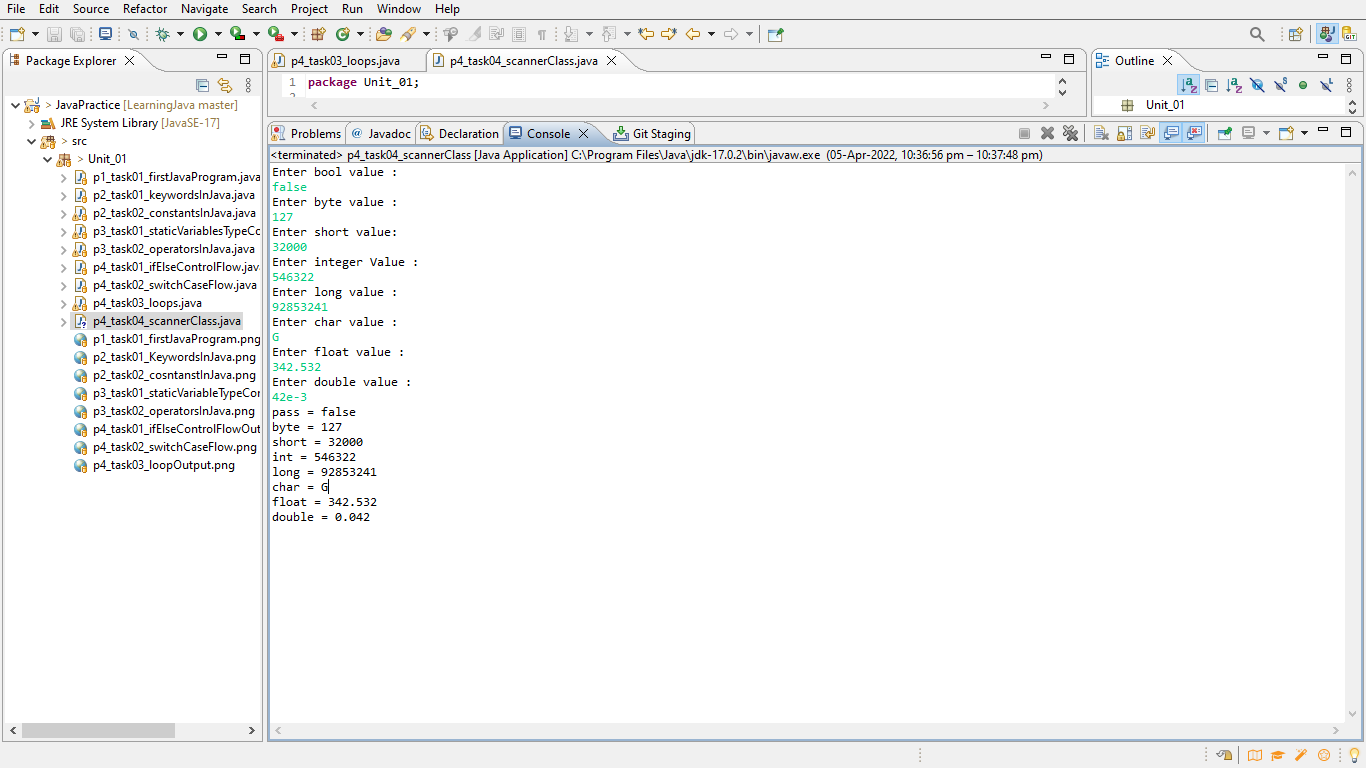 File Edit Source Refactor Navigate Search Project Run Window Help
Package Explorer
> JavaPractice [LearningJava master]
JRE System Library [JavaSE-17]
> src
> Unit_01
p1_task01_firstJavaProgram.java
p2_task01_keywordsInJava.java
p2_task02_constantsInJava.java
p3_task01_staticVariablesTypeCo
p3_task02_operatorsInJava.java
p4_task01_ifElseControlFlow.jav
p4_task02_switchCaseFlow.java
p4_task03_loops.java
p4_task04_scannerClass.java
p1_task01_firstJavaProgram.png
p2_task01_KeywordsInJava.png
p2_task02_cosntanstInJava.png
p3_task01_staticVariableTypeCor
p3_task02_operatorsInJava.png
p4_task01_ifElseControlFlowOut
p4_task02_switchCaseFlow.png
p4_task03_loopOutput.png
p4_task03_loops.java p4_task04_scannerClass.java
1 package Unit_01;
Outline
Unit_01
Problems Javadoc Declaration Console Git Staging
<terminated> p4_task04_scannerClass [Java Application] C:\Program Files\Java\jdk-17.0.2\bin\javaw.exe (05-Apr-2022, 10:36:56 pm – 10:37:48 pm)
Enter bool value :
false
Enter byte value :
127
Enter short value:
32000
Enter integer Value :
546322
Enter long value :
92853241
Enter char value :
G
Enter float value :
342.532
Enter double value :
42e-3
pass = false
byte = 127
short = 32000
int = 546322
long = 92853241
char = G
float = 342.532
double = 0.042